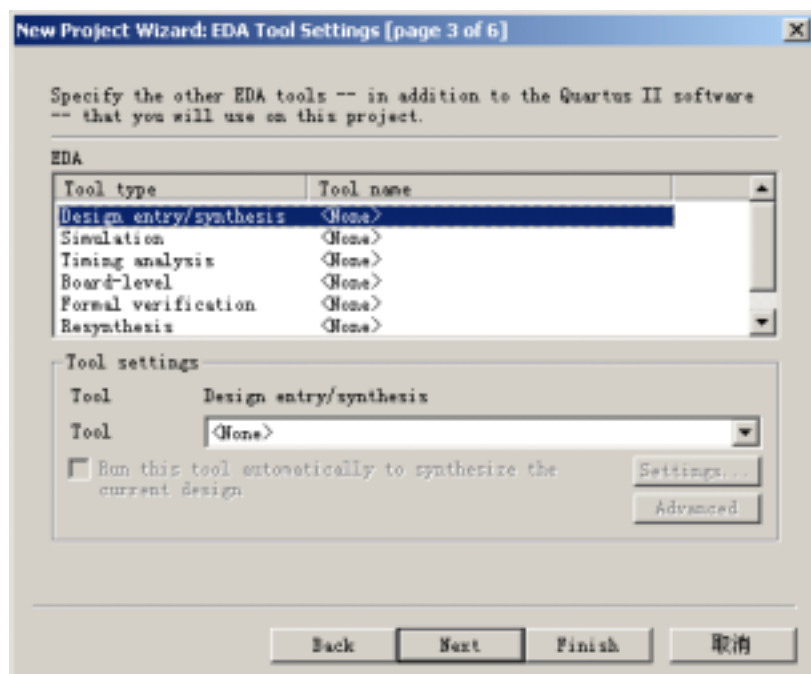 New Project Wizard: EDA Tool Settings [page 3 of 6]
Specify the other EDA tools -- in addition to the Quartus II software
-- that you will use on this project.
EDA
Tool type Tool name
Design entry/synthesis <None>
Simulation <None>
Timing analysis <None>
Board-level <None>
Formal verification <None>
Resynthesis <None>
Tool settings
Tool Design entry/synthesis
Tool <None>
Run this tool automatically to synthesize the
current design
Settings...
Advanced
Back Next Finish 取消